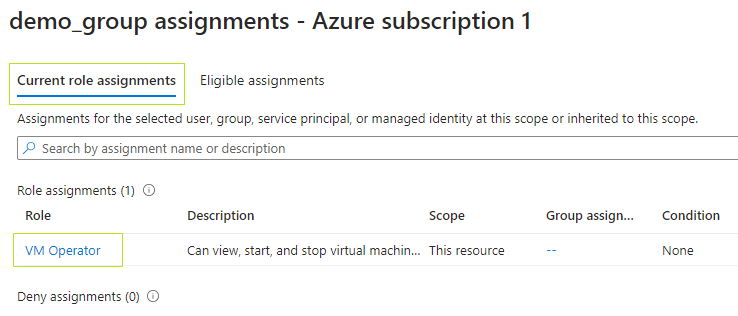 demo_group assignments - Azure subscription 1
Current role assignments Eligible assignments
Assignments for the selected user, group, service principal, or managed identity at this scope or inherited to this scope.
Search by assignment name or description
Role assignments (1)
Role Description Scope Group assign... Condition
VM Operator Can view, start, and stop virtual machin... This resource -- None
Deny assignments (0)